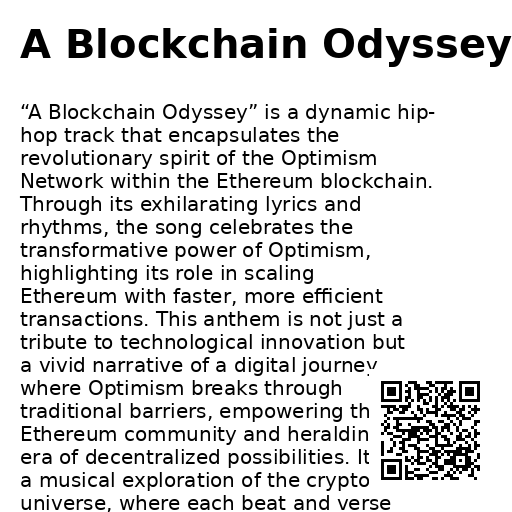 A Blockchain Odyssey
“A Blockchain Odyssey” is a dynamic hip-
hop track that encapsulates the
revolutionary spirit of the Optimism
Network within the Ethereum blockchain.
Through its exhilarating lyrics and
rhythms, the song celebrates the
transformative power of Optimism,
highlighting its role in scaling
Ethereum with faster, more efficient
transactions. This anthem is not just a
tribute to technological innovation but
a vivid narrative of a digital journey
where Optimism breaks through
traditional barriers, empowering th
Ethereum community and heraldin
era of decentralized possibilities. It
a musical exploration of the crypto
universe, where each beat and verse